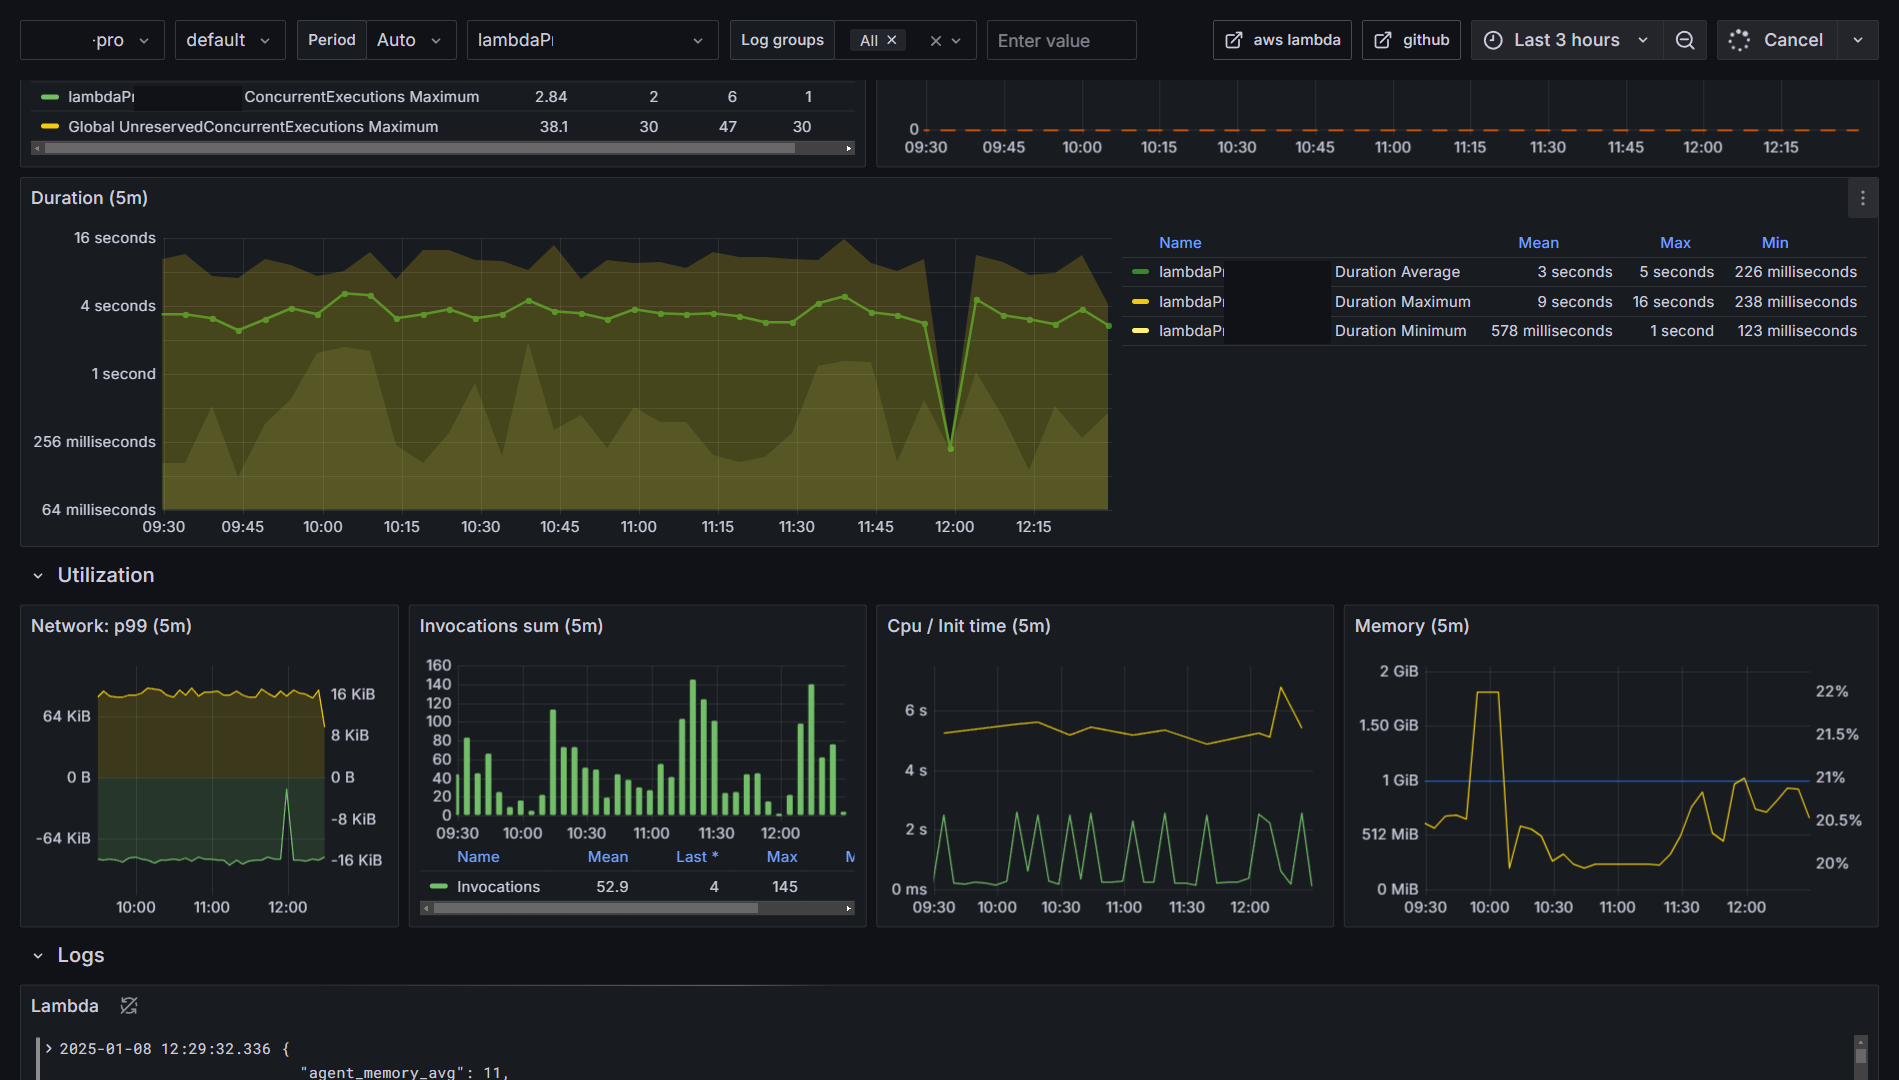 ·pro default Period Auto lambdaP Log groups All × Enter value aws lambda github Last 3 hours Cancel
lambdaP ConcurrentExecutions Maximum 2.84 2 6 1
Global UnreservedConcurrentExecutions Maximum 38.1 30 47 30
0
09:30 09:45 10:00 10:15 10:30 10:45 11:00 11:15 11:30 11:45 12:00 12:15
Duration (5m)
16 seconds
4 seconds
1 second
256 milliseconds
64 milliseconds
09:30 09:45 10:00 10:15 10:30 10:45 11:00 11:15 11:30 11:45 12:00 12:15
Name Mean Max Min
lambdaP Duration Average 3 seconds 5 seconds 226 milliseconds
lambdaP Duration Maximum 9 seconds 16 seconds 238 milliseconds
lambdaP Duration Minimum 578 milliseconds 1 second 123 milliseconds
Utilization
Network: p99 (5m)
64 KiB
0 B
-64 KiB
16 KiB
8 KiB
0 B
-8 KiB
-16 KiB
10:00 11:00 12:00
Invocations sum (5m)
160
140
120
100
80
60
40
20
0
09:30 10:00 10:30 11:00 11:30 12:00
Name Mean Last * Max M
Invocations 52.9 4 145
Cpu / Init time (5m)
6 s
4 s
2 s
0 ms
09:30 10:00 10:30 11:00 11:30 12:00
Memory (5m)
2 GiB
1.50 GiB
1 GiB
512 MiB
0 MiB
22%
21.5%
21%
20.5%
20%
09:30 10:00 10:30 11:00 11:30 12:00
Logs
Lambda
2025-01-08 12:29:32.336 {
"agent_memory_avg": 11,